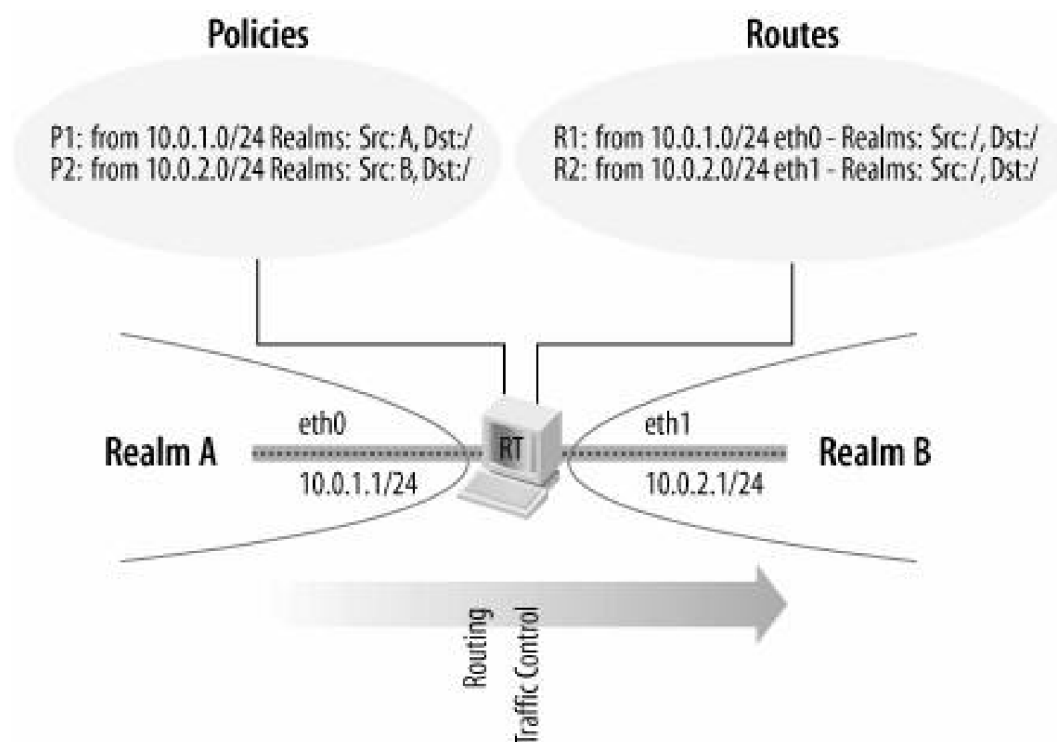 Policies
P1: from 10.0.1.0/24 Realms: Src: A, Dst:/
P2: from 10.0.2.0/24 Realms: Src: B, Dst:/
Routes
R1: from 10.0.1.0/24 eth0 - Realms: Src:/, Dst:/
R2: from 10.0.2.0/24 eth1 - Realms: Src:/, Dst:/
Realm A
eth0
10.0.1.1/24
RT
eth1
10.0.2.1/24
Realm B
Routing
Traffic Control